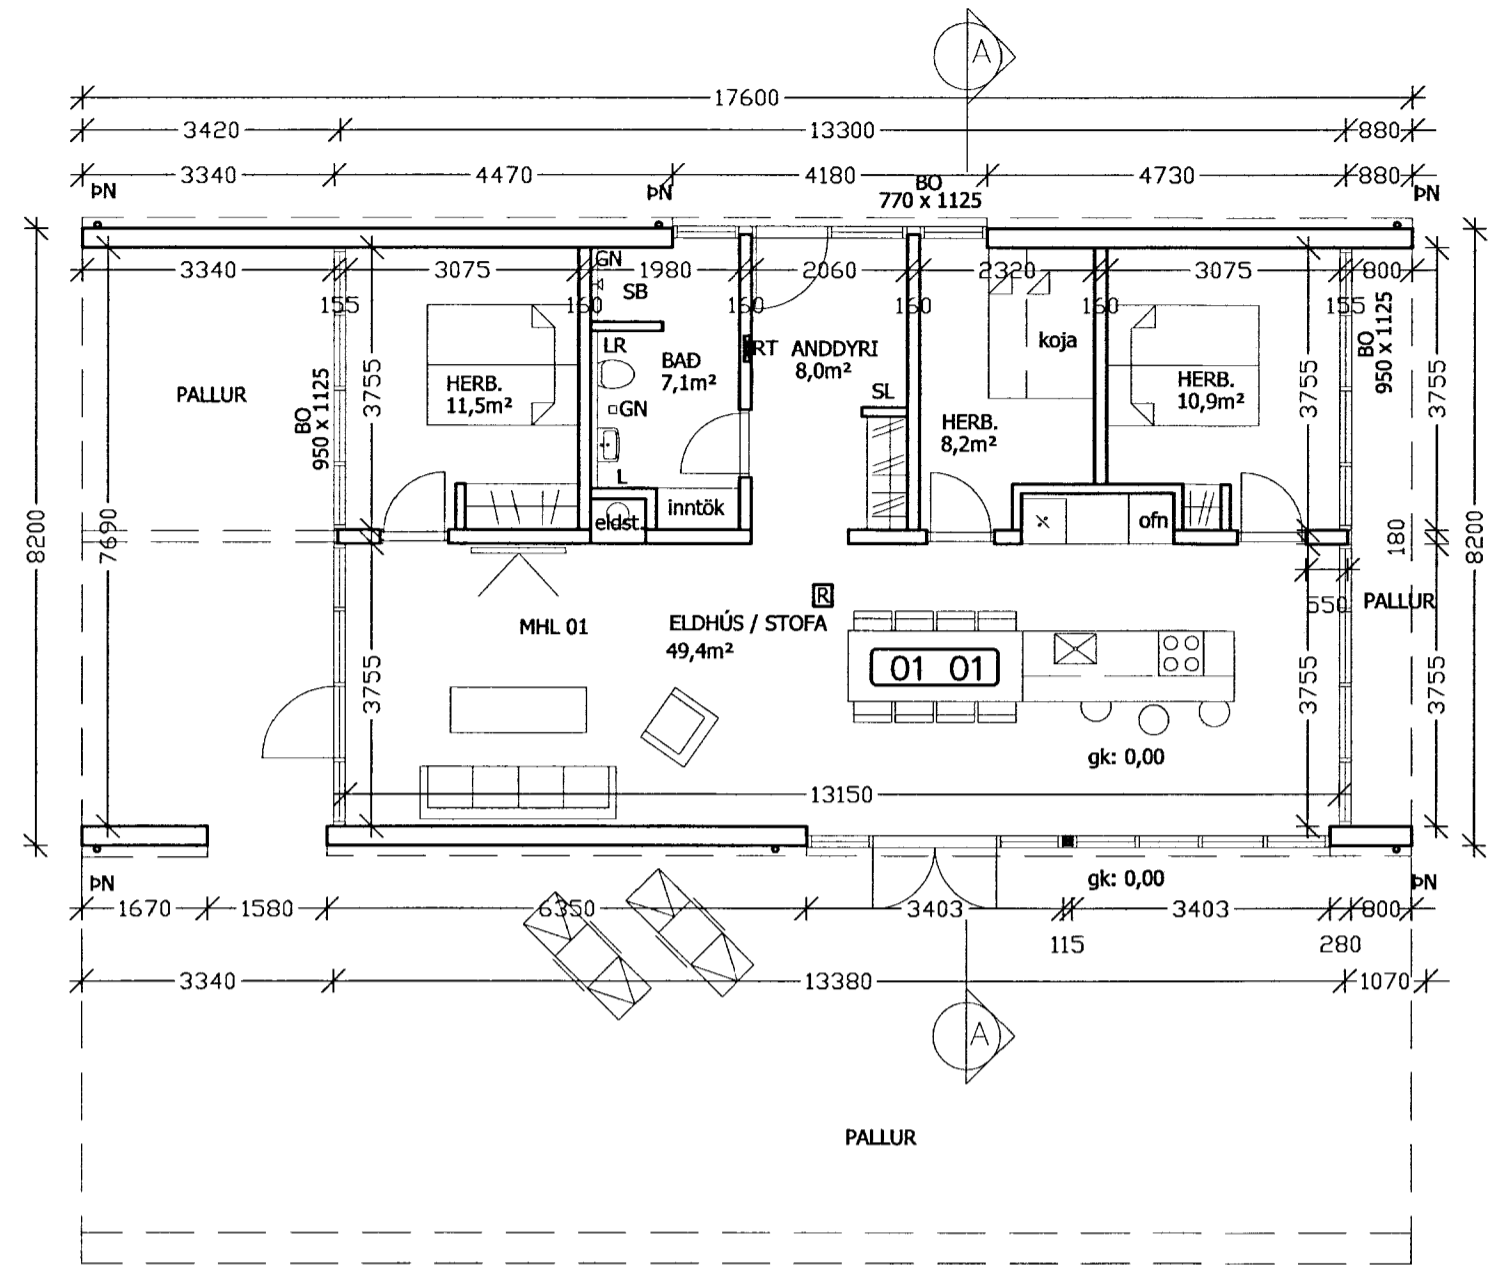 A
17600
3420 13300 880
3340 4470 4180 4730 880
ÞN ÞN BO ÞN
770 x 1125
3340 3075 GN 1980 2060 2320 3075 800
SB
155 160 160 160 160 155
BO
950 x 1125
LR RT ANDDYRI koja
BAÐ 8,0m²
7,1m²
PALLUR
HERB.
11,5m²
GN
SL
HERB.
10,9m²
HERB.
8,2m²
BO
950 x 1125
3755 3755 3755
L
eldst. inntök
ofn
8200 7690 180 8200
550 PALLUR
R
MHL 01 ELDHÚS / STOFA
49,4m²
01 01
3755 3755 3755
gk: 0,00
13150
gk: 0,00
ÞN ÞN
1670 1580 6350 3403 3403 800
115 280
3340 13380 1070
A
PALLUR